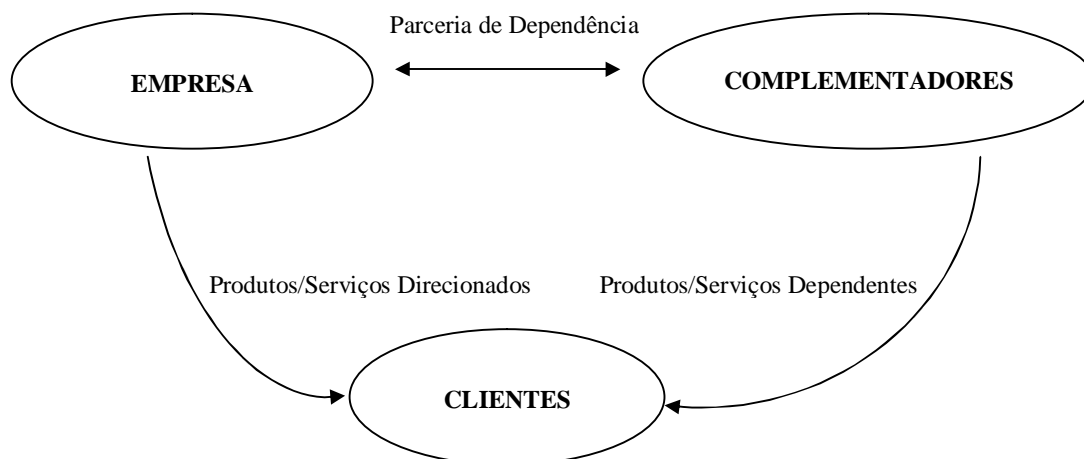 Parceria de Dependência
EMPRESA
COMPLEMENTADORES
Produtos/Serviços Direcionados
Produtos/Serviços Dependentes
CLIENTES